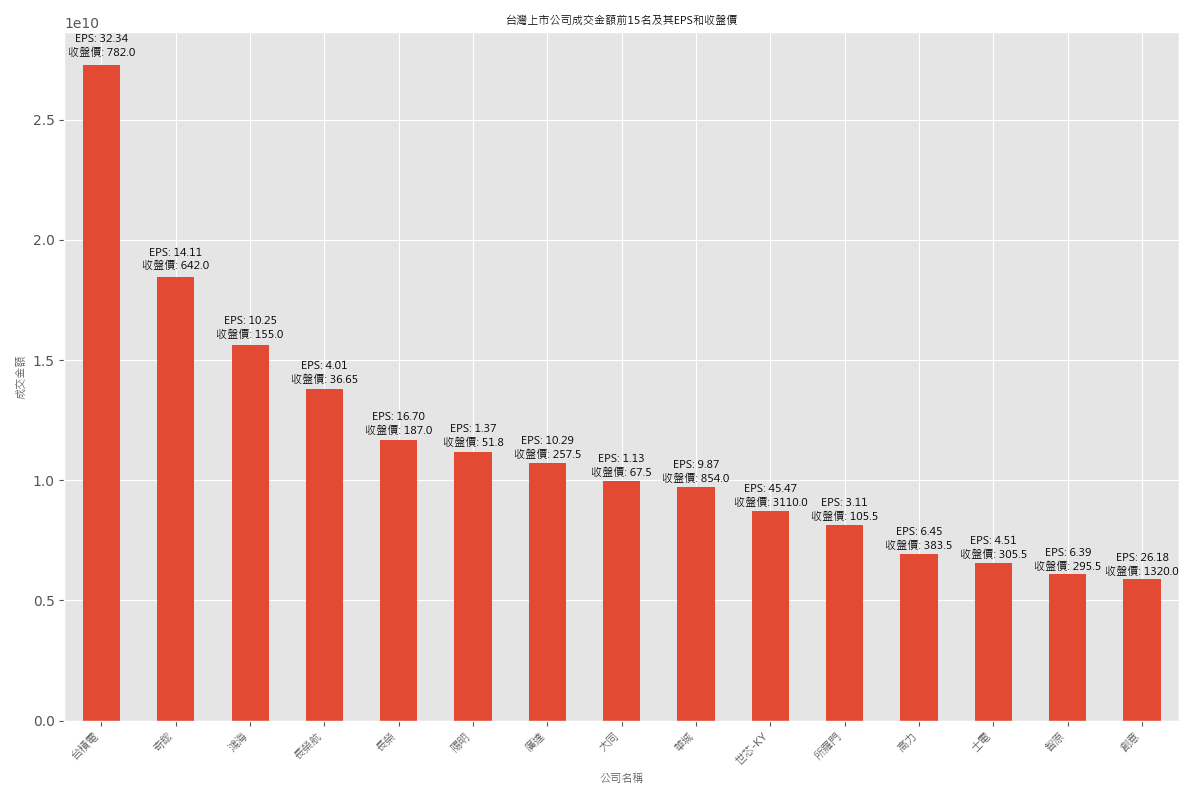 台灣上市公司成交金額前15名及其EPS和收盤價
1e10
EPS: 32.34
收盤價: 782.0
2.5
2.0
EPS: 14.11
收盤價: 642.0
EPS: 10.25
收盤價: 155.0
1.5
EPS: 4.01
收盤價: 36.65
成交金額
EPS: 16.70
收盤價: 187.0
EPS: 1.37
收盤價: 51.8
EPS: 10.29
收盤價: 257.5
EPS: 1.13
收盤價: 67.5
EPS: 9.87
收盤價: 854.0
1.0
EPS: 45.47
收盤價: 3110.0
EPS: 3.11
收盤價: 105.5
EPS: 6.45
收盤價: 383.5
EPS: 4.51
收盤價: 305.5
EPS: 6.39
收盤價: 295.5
EPS: 26.18
收盤價: 1320.0
0.5
0.0
台積電
奇鋐
鴻海
長榮航
長榮
陽明
廣達
大同
華城
世芯-KY
所羅門
高力
士電
智原
創意
公司名稱